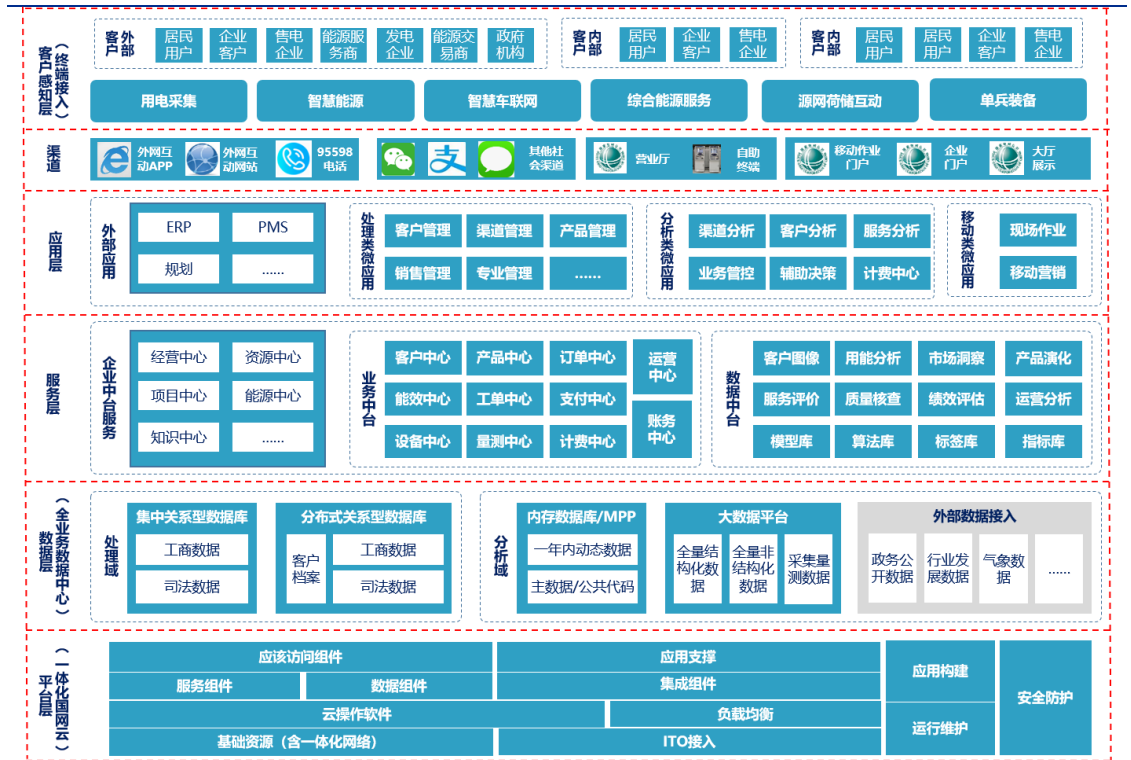 客户感知层
（终端接入）
外部
客户
居民
用户
企业
客户
售电
企业
能源服
务商
发电
企业
能源交
易商
政府
机构
内部
客户
居民
用户
企业
客户
售电
企业
内部
客户
居民
用户
居民
用户
企业
客户
售电
企业
用电采集
智慧能源
智慧车联网
综合能源服务
源网荷储互动
单兵装备
渠道
外网互
动APP
外网互
动网站
95598
电话
支
其他社
会渠道
营业厅
自助
终端
移动作业
门户
企业
门户
大厅
展示
应用层
外部应用
ERP
PMS
规划
......
处理类微应用
客户管理
渠道管理
产品管理
销售管理
专业管理
......
分析类微应用
渠道分析
客户分析
服务分析
业务管控
辅助决策
计费中心
移动类微应用
现场作业
移动营销
服务层
企业中台服务
经营中心
资源中心
项目中心
能源中心
知识中心
......
业务中台
客户中心
产品中心
订单中心
能效中心
工单中心
支付中心
设备中心
量测中心
计费中心
运营
中心
账务
中心
数据中台
客户图像
用能分析
市场洞察
产品演化
服务评价
质量核查
绩效评估
运营分析
模型库
算法库
标签库
指标库
数据层
（全业务数据中心）
处理域
集中关系型数据库
工商数据
司法数据
分布式关系型数据库
客户
档案
工商数据
司法数据
分析域
内存数据库/MPP
一年内动态数据
主数据/公共代码
大数据平台
全量结
构化数
据
全量非
结构化
数据
采集量
测数据
外部数据接入
政务公
开数据
行业发
展数据
气象数
据
......
平台层
（一体化国网云）
应该访问组件
应用支撑
服务组件
数据组件
集成组件
云操作软件
负载均衡
基础资源（含一体化网络）
ITO接入
应用构建
运行维护
安全防护